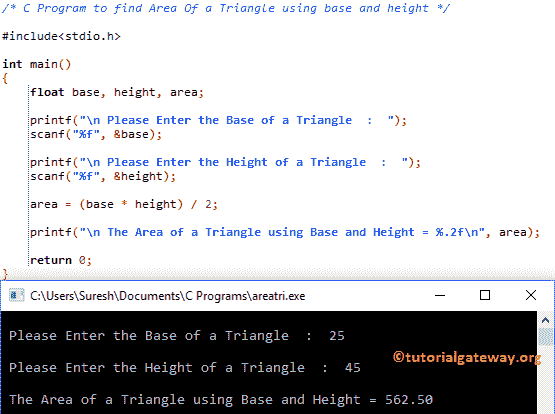 /* C Program to find Area Of a Triangle using base and height */
#include<stdio.h>
int main()
{
float base, height, area;
printf("\n Please Enter the Base of a Triangle  :  ");
scanf("%f", &base);
printf("\n Please Enter the Height of a Triangle  :  ");
scanf("%f", &height);
area = (base * height) / 2;
printf("\n The Area of a Triangle using Base and Height = %.2f\n", area);
return 0;
}
C:\Users\Suresh\Documents\C Programs\areatri.exe
Please Enter the Base of a Triangle  :  25
Please Enter the Height of a Triangle  :  45
©tutorialgateway.org
The Area of a Triangle using Base and Height = 562.50